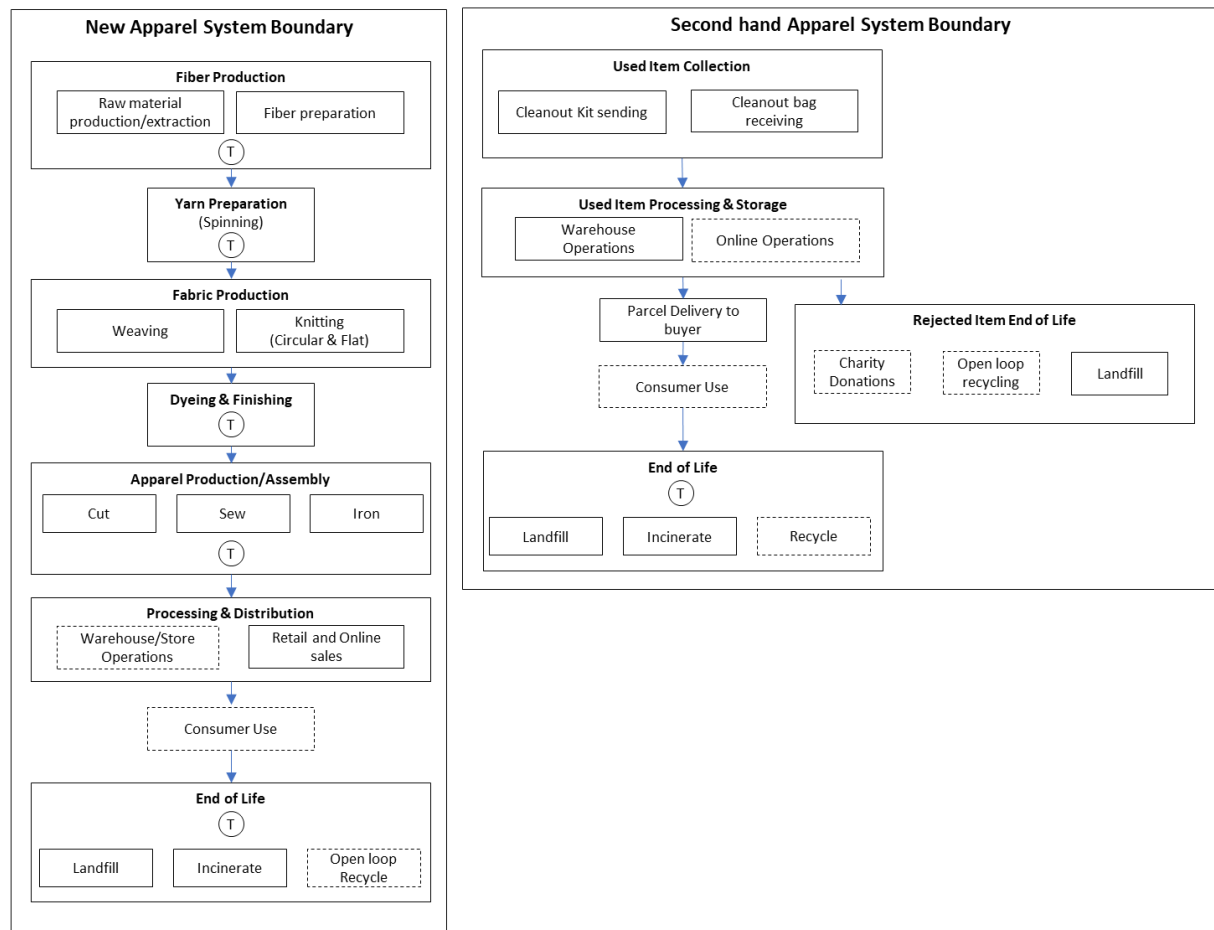 New Apparel System Boundary
Fiber Production
Raw material
production/extraction
Fiber preparation
T
Yarn Preparation
(Spinning)
T
Fabric Production
Weaving
Knitting
(Circular & Flat)
Dyeing & Finishing
T
Apparel Production/Assembly
Cut
Sew
Iron
T
Processing & Distribution
Warehouse/Store
Operations
Retail and Online
sales
Consumer Use
End of Life
T
Landfill
Incinerate
Open loop
Recycle
Second hand Apparel System Boundary
Used Item Collection
Cleanout Kit sending
Cleanout bag
receiving
Used Item Processing & Storage
Warehouse
Operations
Online Operations
Parcel Delivery to
buyer
Consumer Use
Rejected Item End of Life
Charity
Donations
Open loop
recycling
Landfill
End of Life
T
Landfill
Incinerate
Recycle